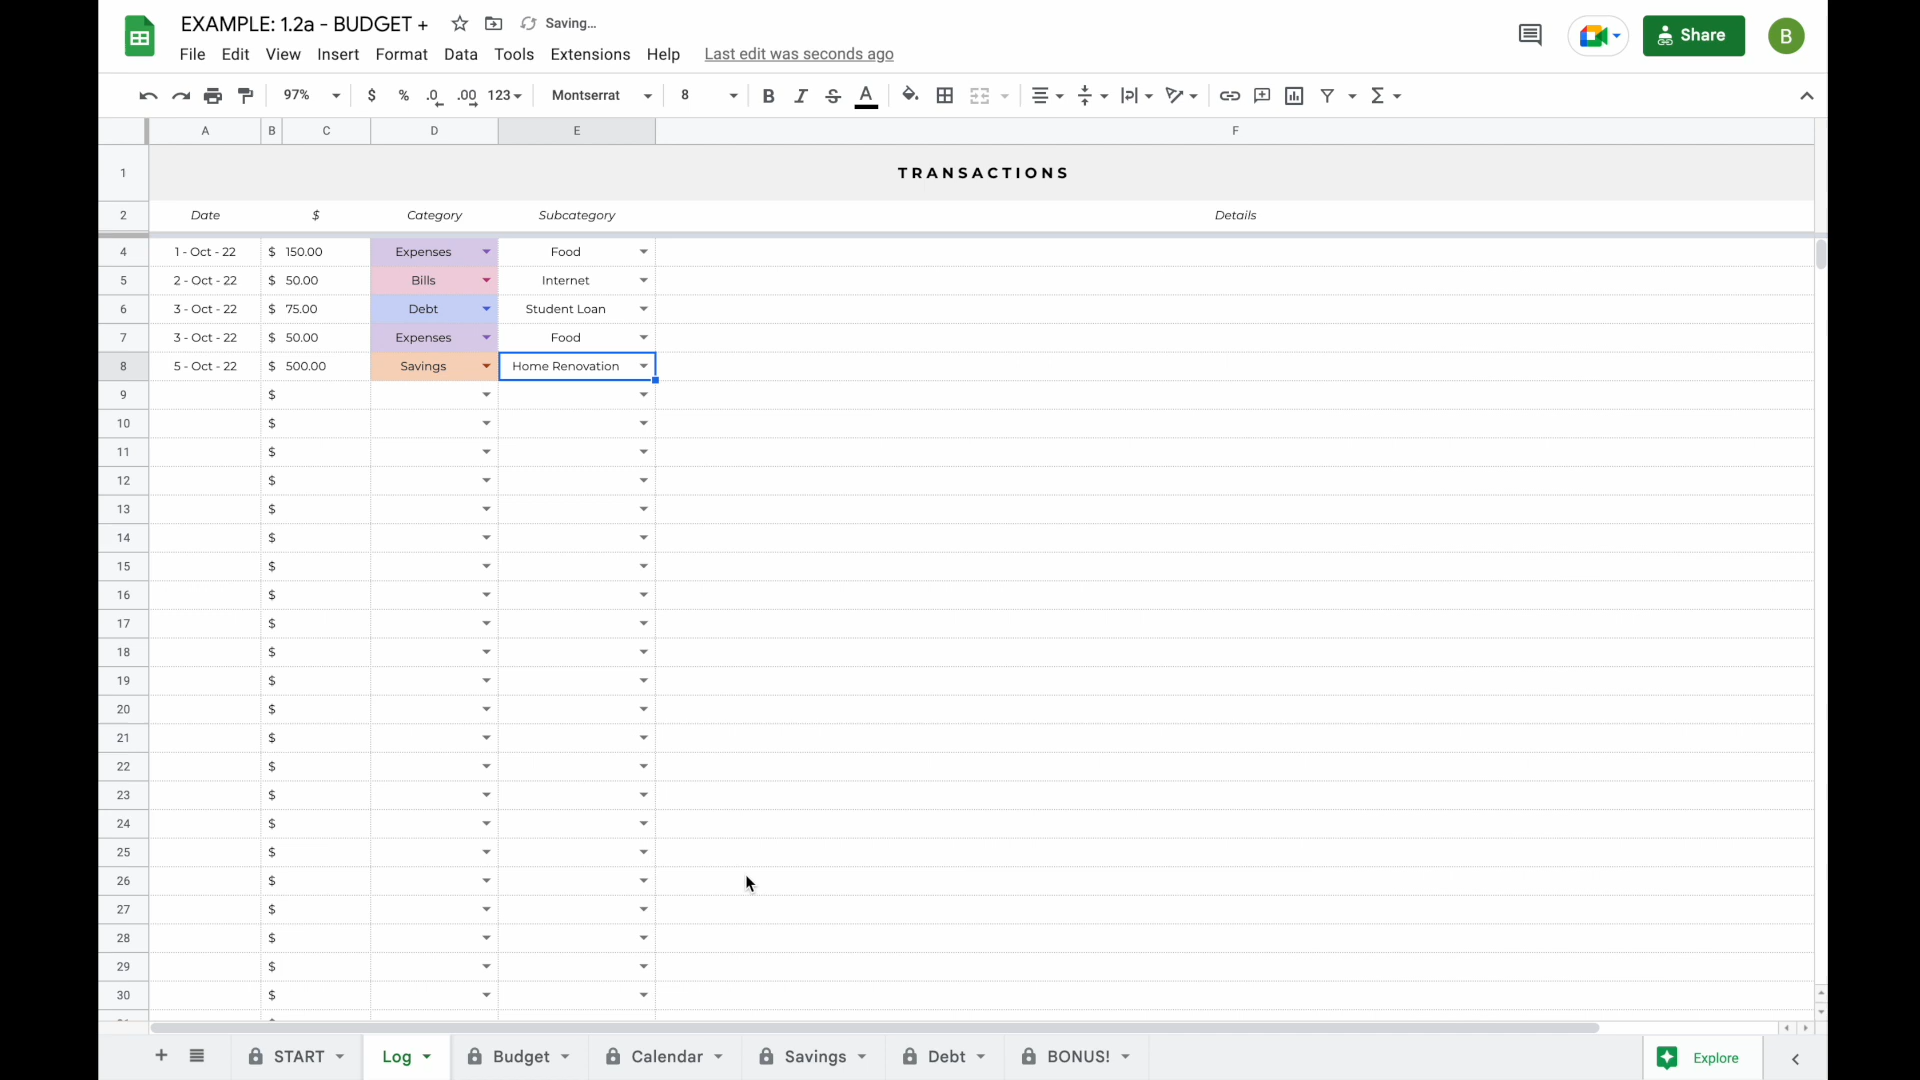 EXAMPLE: 1.2a - BUDGET + Saving...
File Edit View Insert Format Data Tools Extensions Help Last edit was seconds ago
Share
B
97% $ % .0 .00 123 Montserrat 8 B I S A
A B C D E F
1 TRANSACTIONS
2 Date $ Category Subcategory Details
4 1 - Oct - 22 $ 150.00 Expenses Food
5 2 - Oct - 22 $ 50.00 Bills Internet
6 3 - Oct - 22 $ 75.00 Debt Student Loan
7 3 - Oct - 22 $ 50.00 Expenses Food
8 5 - Oct - 22 $ 500.00 Savings Home Renovation
9 $
10 $
11 $
12 $
13 $
14 $
15 $
16 $
17 $
18 $
19 $
20 $
21 $
22 $
23 $
24 $
25 $
26 $
27 $
28 $
29 $
30 $
START Log Budget Calendar Savings Debt BONUS! Explore